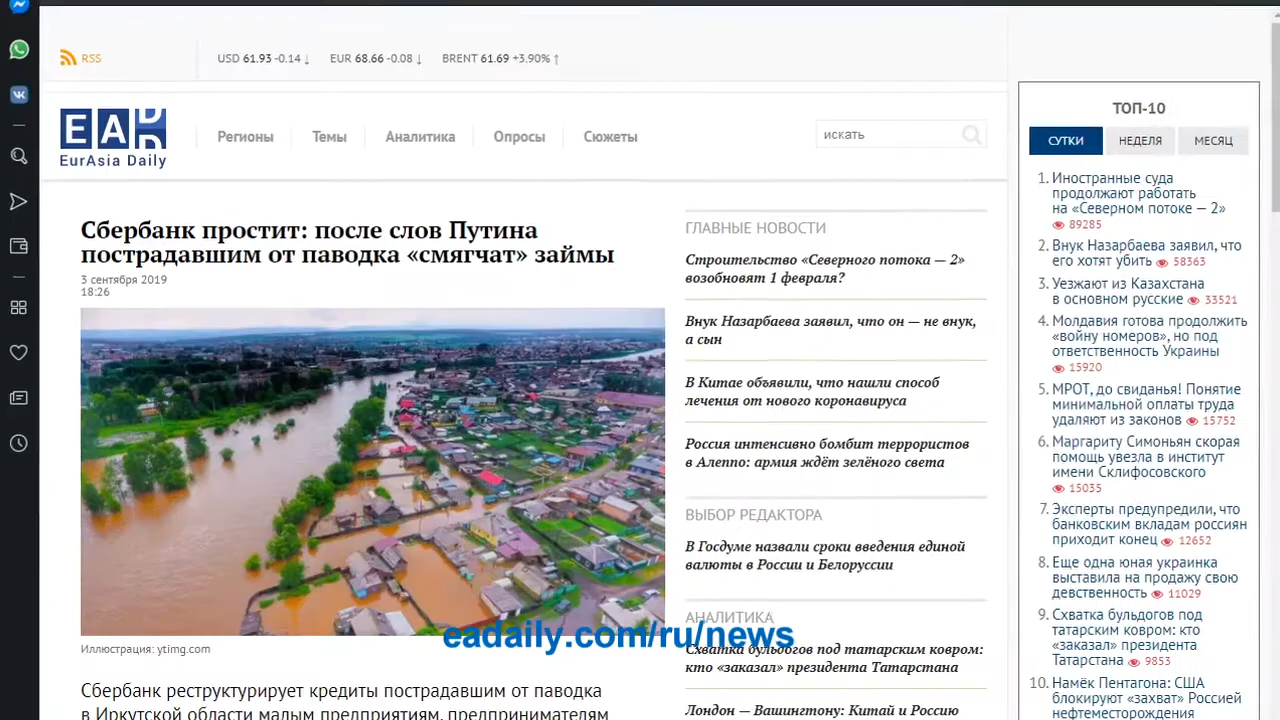 RSS
USD 61.93 -0.14 ↓ EUR 68.66 -0.08 ↓ BRENT 61.69 +3.90% ↑
EAD
EurAsia Daily
Регионы Темы Аналитика Опросы Сюжеты
искать
Сбербанк простит: после слов Путина
пострадавшим от паводка «смягчат» займы
3 сентября 2019
18:26
Иллюстрация: ytimg.com
Сбербанк реструктурирует кредиты пострадавшим от паводка
в Иркутской области малым предприятиям, предпринимателям
ГЛАВНЫЕ НОВОСТИ
Строительство «Северного потока — 2»
возобновят 1 февраля?
Внук Назарбаева заявил, что он — не внук,
а сын
В Китае объявили, что нашли способ
лечения от нового коронавируса
Россия интенсивно бомбит террористов
в Алеппо: армия ждёт зелёного света
ВЫБОР РЕДАКТОРА
В Госдуме назвали сроки введения единой
валюты в России и Белоруссии
АНАЛИТИКА
eadaily.com/ru/news
Схватка бульдогов под татарским ковром:
кто «заказал» президента Татарстана
Лондон — Вашингтону: Китай и Россию
ТОП-10
СУТКИ НЕДЕЛЯ МЕСЯЦ
1. Иностранные суда
продолжают работать
на «Северном потоке — 2»
89285
2. Внук Назарбаева заявил, что
его хотят убить 58363
3. Уезжают из Казахстана
в основном русские 33521
4. Молдавия готова продолжить
«войну номеров», но под
ответственность Украины
15920
5. МРОТ, до свиданья! Понятие
минимальной оплаты труда
удаляют из законов 15752
6. Маргариту Симоньян скорая
помощь увезла в институт
имени Склифосовского
15035
7. Эксперты предупредили, что
банковским вкладам россиян
приходит конец 12652
8. Еще одна юная украинка
выставила на продажу свою
девственность 11029
9. Схватка бульдогов под
татарским ковром: кто
«заказал» президента
Татарстана 9853
10. Намёк Пентагона: США
блокируют «захват» Россией
нефтеместорождения